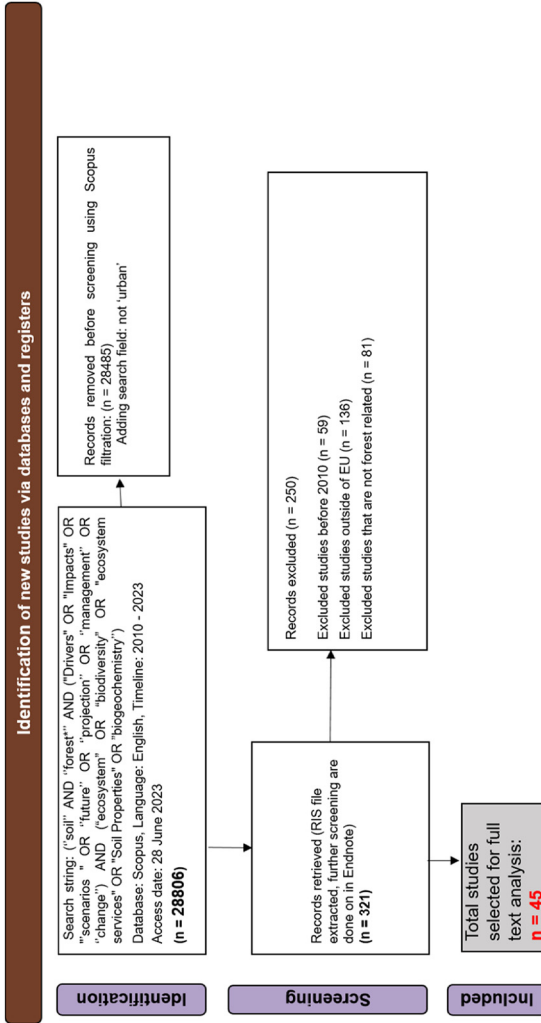 Identification of new studies via databases and registers
Identification
Search string: ("soil" AND "forest*" AND ("Drivers" OR "Impacts" OR
"scenarios " OR "future" OR "projection" OR "management" OR
"change") AND ("ecosystem" OR "biodiversity" OR "ecosystem
services" OR "Soil Properties" OR "biogeochemistry")
Database: Scopus, Language: English, Timeline: 2010 - 2023
Access date: 28 June 2023
(n = 28806)
Records removed before screening using Scopus
filtration: (n = 28485)
Adding search field: not 'urban'
Screening
Records retrieved (RIS file
extracted, further screening are
done on in Endnote)
(n = 321)
Records excluded (n = 250)
Excluded studies before 2010 (n = 59)
Excluded studies outside of EU (n = 136)
Excluded studies that are not forest related (n = 81)
Included
Total studies
selected for full
text analysis:
n = 45